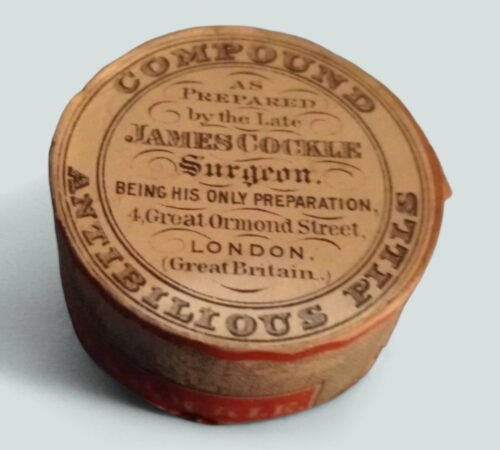 COMPOUND
AS
PREPARED
by the Late
JAMES COCKLE
Surgeon.
BEING HIS ONLY PREPARATION,
4, Great Ormond Street,
LONDON.
(Great Britain.)
ANTIBILIOUS PILLS